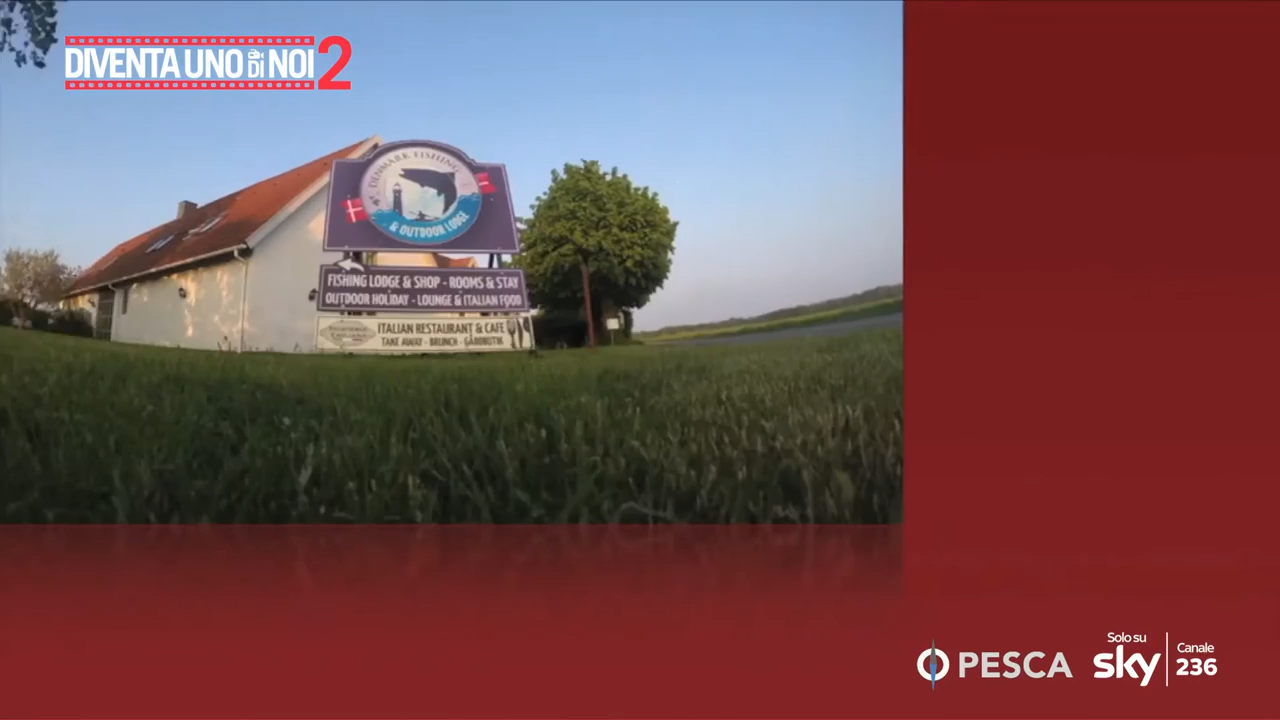 DIVENTA UNO DI NOI 2
DENMARK FISHING
& OUTDOOR LODGE
FISHING LODGE & SHOP - ROOMS & STAY
OUTDOOR HOLIDAY - LOUNGE & ITALIAN FOOD
ITALIAN RESTAURANT & CAFE
TAKE AWAY - BRUNCH - GÅRDBUTIK
PESCA
Solo su
sky
Canale
236